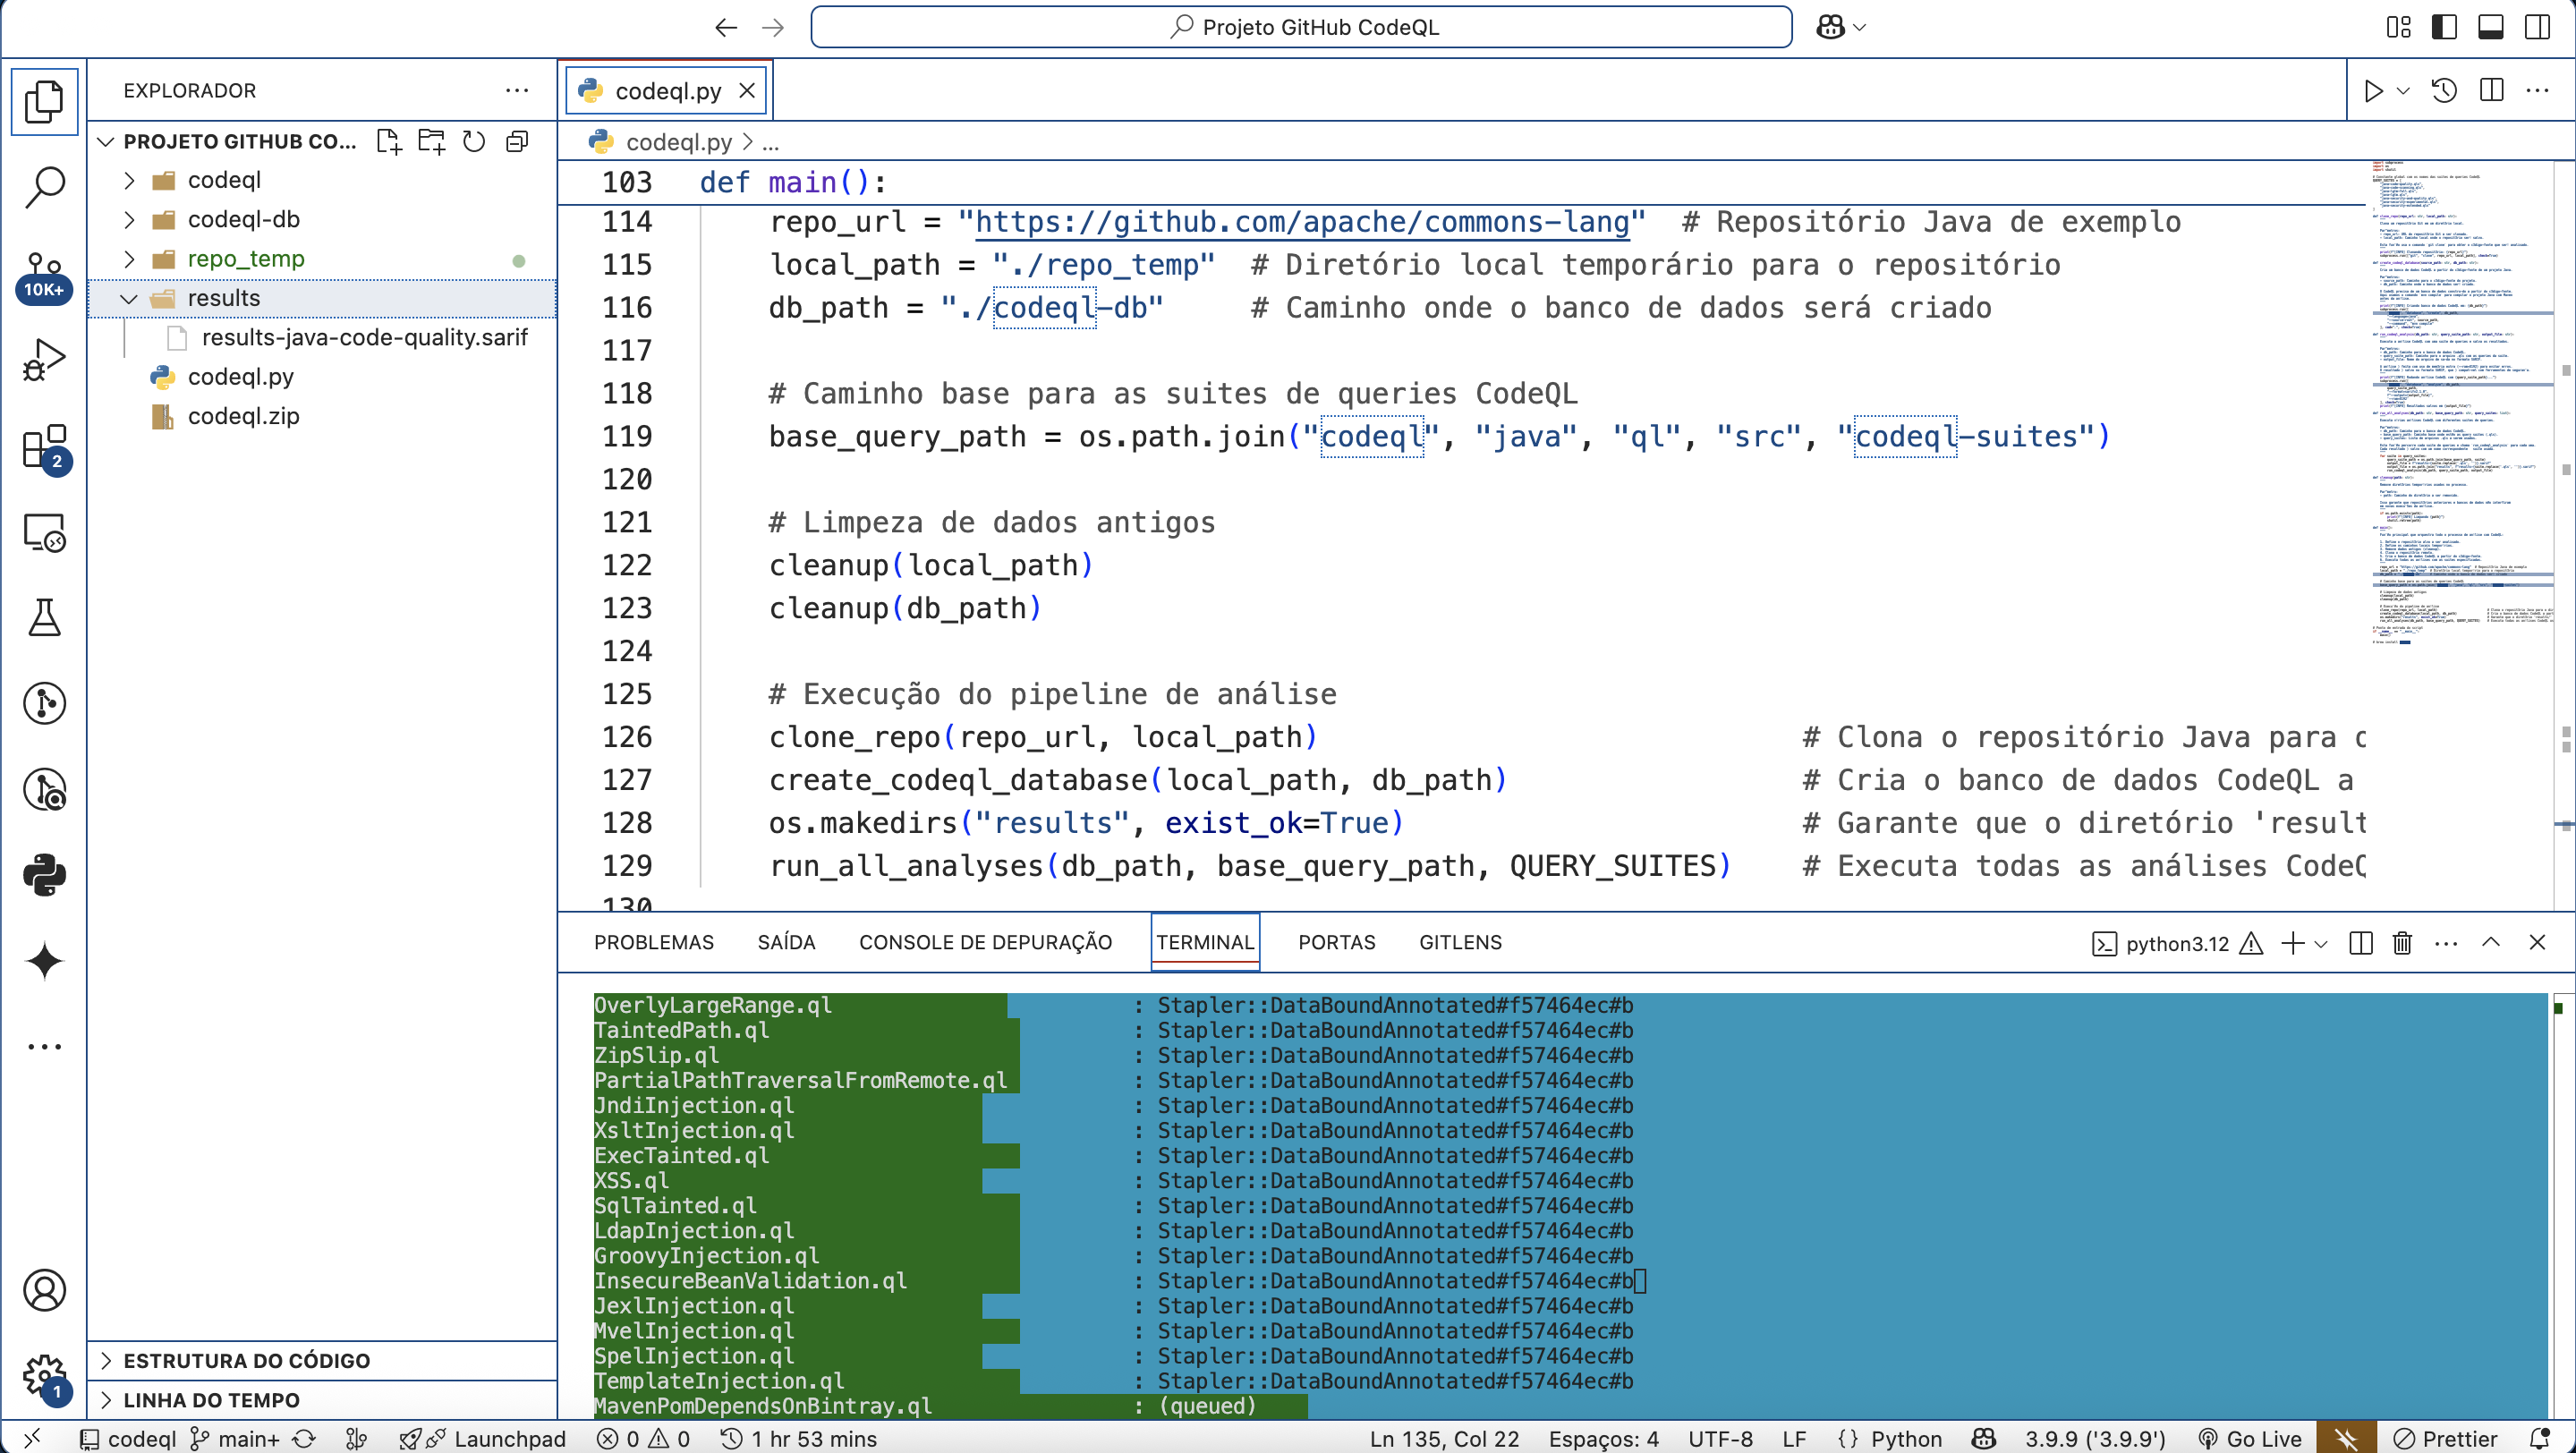 Projeto GitHub CodeQL
EXPLORADOR
PROJETO GITHUB CO...
codeql
codeql-db
repo_temp
results
results-java-code-quality.sarif
codeql.py
codeql.zip
ESTRUTURA DO CÓDIGO
LINHA DO TEMPO
10K+
2
1
codeql.py
codeql.py > ...
103 def main():
114 repo_url = "https://github.com/apache/commons-lang" # Repositório Java de exemplo
115 local_path = "./repo_temp" # Diretório local temporário para o repositório
116 db_path = "./codeql-db" # Caminho onde o banco de dados será criado
117
118 # Caminho base para as suites de queries CodeQL
119 base_query_path = os.path.join("codeql", "java", "ql", "src", "codeql-suites")
120
121 # Limpeza de dados antigos
122 cleanup(local_path)
123 cleanup(db_path)
124
125 # Execução do pipeline de análise
126 clone_repo(repo_url, local_path) # Clona o repositório Java para
127 create_codeql_database(local_path, db_path) # Cria o banco de dados CodeQL a
128 os.makedirs("results", exist_ok=True) # Garante que o diretório 'result
129 run_all_analyses(db_path, base_query_path, QUERY_SUITES) # Executa todas as análises CodeQ
130
PROBLEMAS SAÍDA CONSOLE DE DEPURAÇÃO TERMINAL PORTAS GITLENS
python3.12
OverlyLargeRange.ql : Stapler::DataBoundAnnotated#f57464ec#b
TaintedPath.ql : Stapler::DataBoundAnnotated#f57464ec#b
ZipSlip.ql : Stapler::DataBoundAnnotated#f57464ec#b
PartialPathTraversalFromRemote.ql : Stapler::DataBoundAnnotated#f57464ec#b
JndiInjection.ql : Stapler::DataBoundAnnotated#f57464ec#b
XsltInjection.ql : Stapler::DataBoundAnnotated#f57464ec#b
ExecTainted.ql : Stapler::DataBoundAnnotated#f57464ec#b
XSS.ql : Stapler::DataBoundAnnotated#f57464ec#b
SqlTainted.ql : Stapler::DataBoundAnnotated#f57464ec#b
LdapInjection.ql : Stapler::DataBoundAnnotated#f57464ec#b
GroovyInjection.ql : Stapler::DataBoundAnnotated#f57464ec#b
InsecureBeanValidation.ql : Stapler::DataBoundAnnotated#f57464ec#b
JexlInjection.ql : Stapler::DataBoundAnnotated#f57464ec#b
MvelInjection.ql : Stapler::DataBoundAnnotated#f57464ec#b
SpelInjection.ql : Stapler::DataBoundAnnotated#f57464ec#b
TemplateInjection.ql : Stapler::DataBoundAnnotated#f57464ec#b
MavenPomDependsOnBintray.ql : (queued)
codeql main+ Launchpad 0 0 1 hr 53 mins Ln 135, Col 22 Espaços: 4 UTF-8 LF {} Python 3.9.9 ('3.9.9') Go Live Prettier